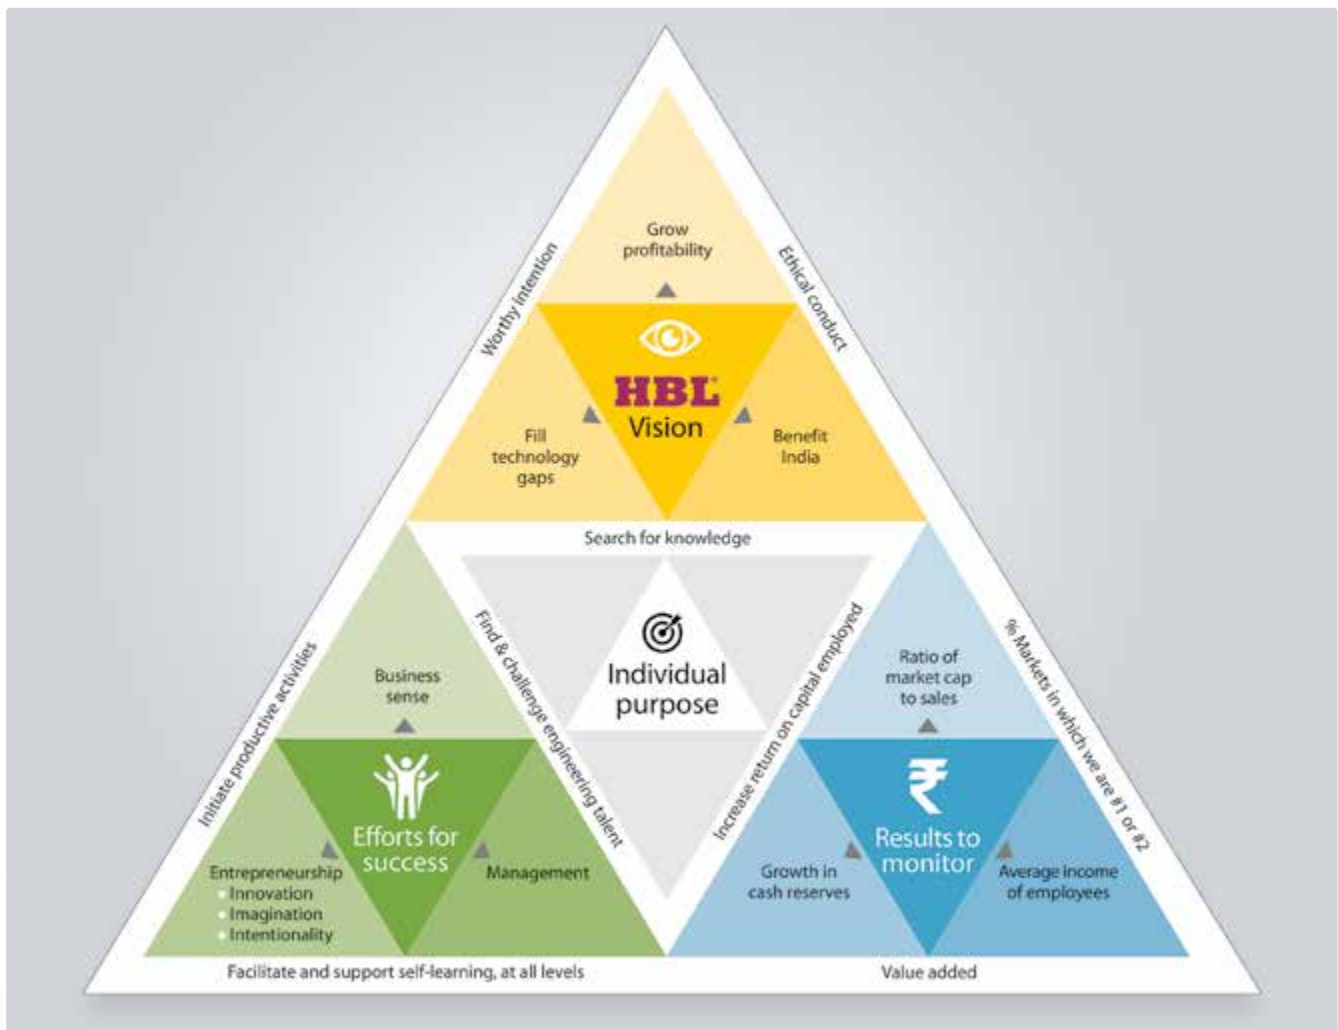 Grow
profitability
Worthy intention
Ethical conduct
HBL
Vision
Fill
technology
gaps
Benefit
India
Search for knowledge
Initiate productive activities
Business
sense
Find & challenge engineering talent
Individual
purpose
Increase return on capital employed
Ratio of
market cap
to sales
% Markets in which we are #1 or #2
Efforts for
success
Entrepreneurship
• Innovation
• Imagination
• Intentionality
Management
₹
Results to
monitor
Growth in
cash reserves
Average income
of employees
Facilitate and support self-learning, at all levels
Value added